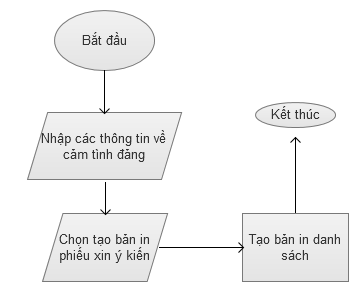 Bắt đầu
Nhập các thông tin về
cảm tình đảng
Chọn tạo bản in
phiếu xin ý kiến
Tạo bản in danh
sách
Kết thúc